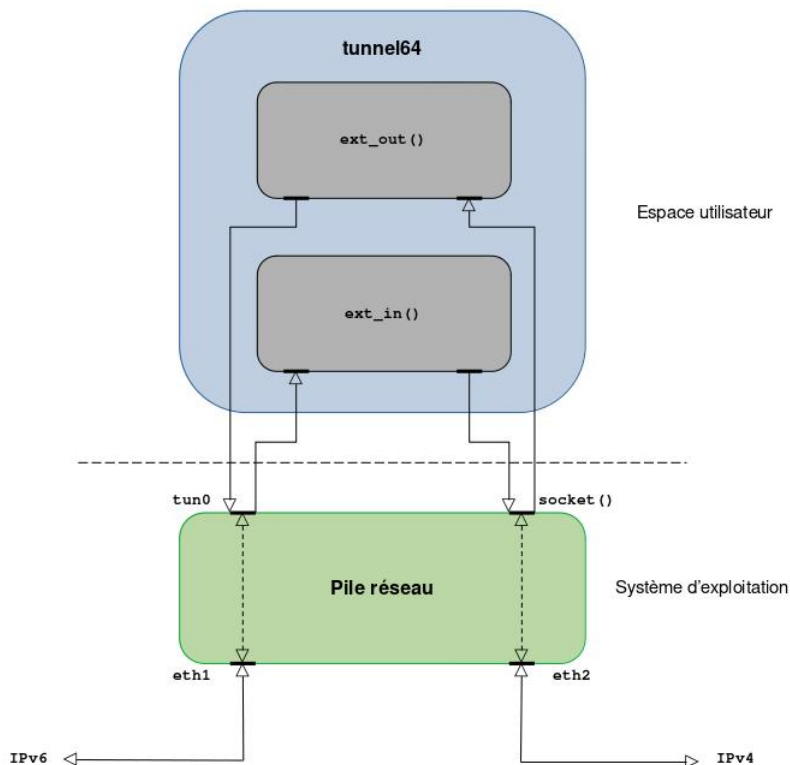 tunnel64
ext_out()
Espace utilisateur
ext_in()
tun0
socket()
Pile réseau
Système d'exploitation
eth1
eth2
IPv6
IPv4